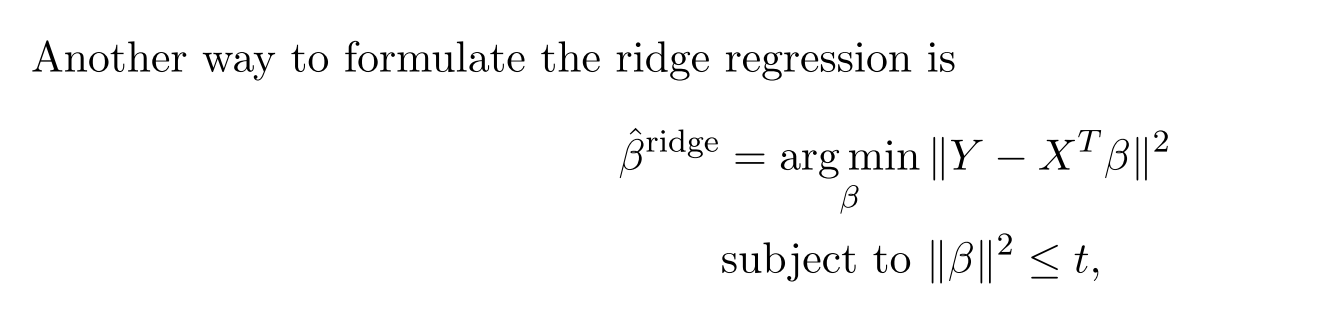 Another way to formulate the ridge regression is
β̂^ridge = arg min_β ‖Y − X^T β‖²
subject to ‖β‖² ≤ t,